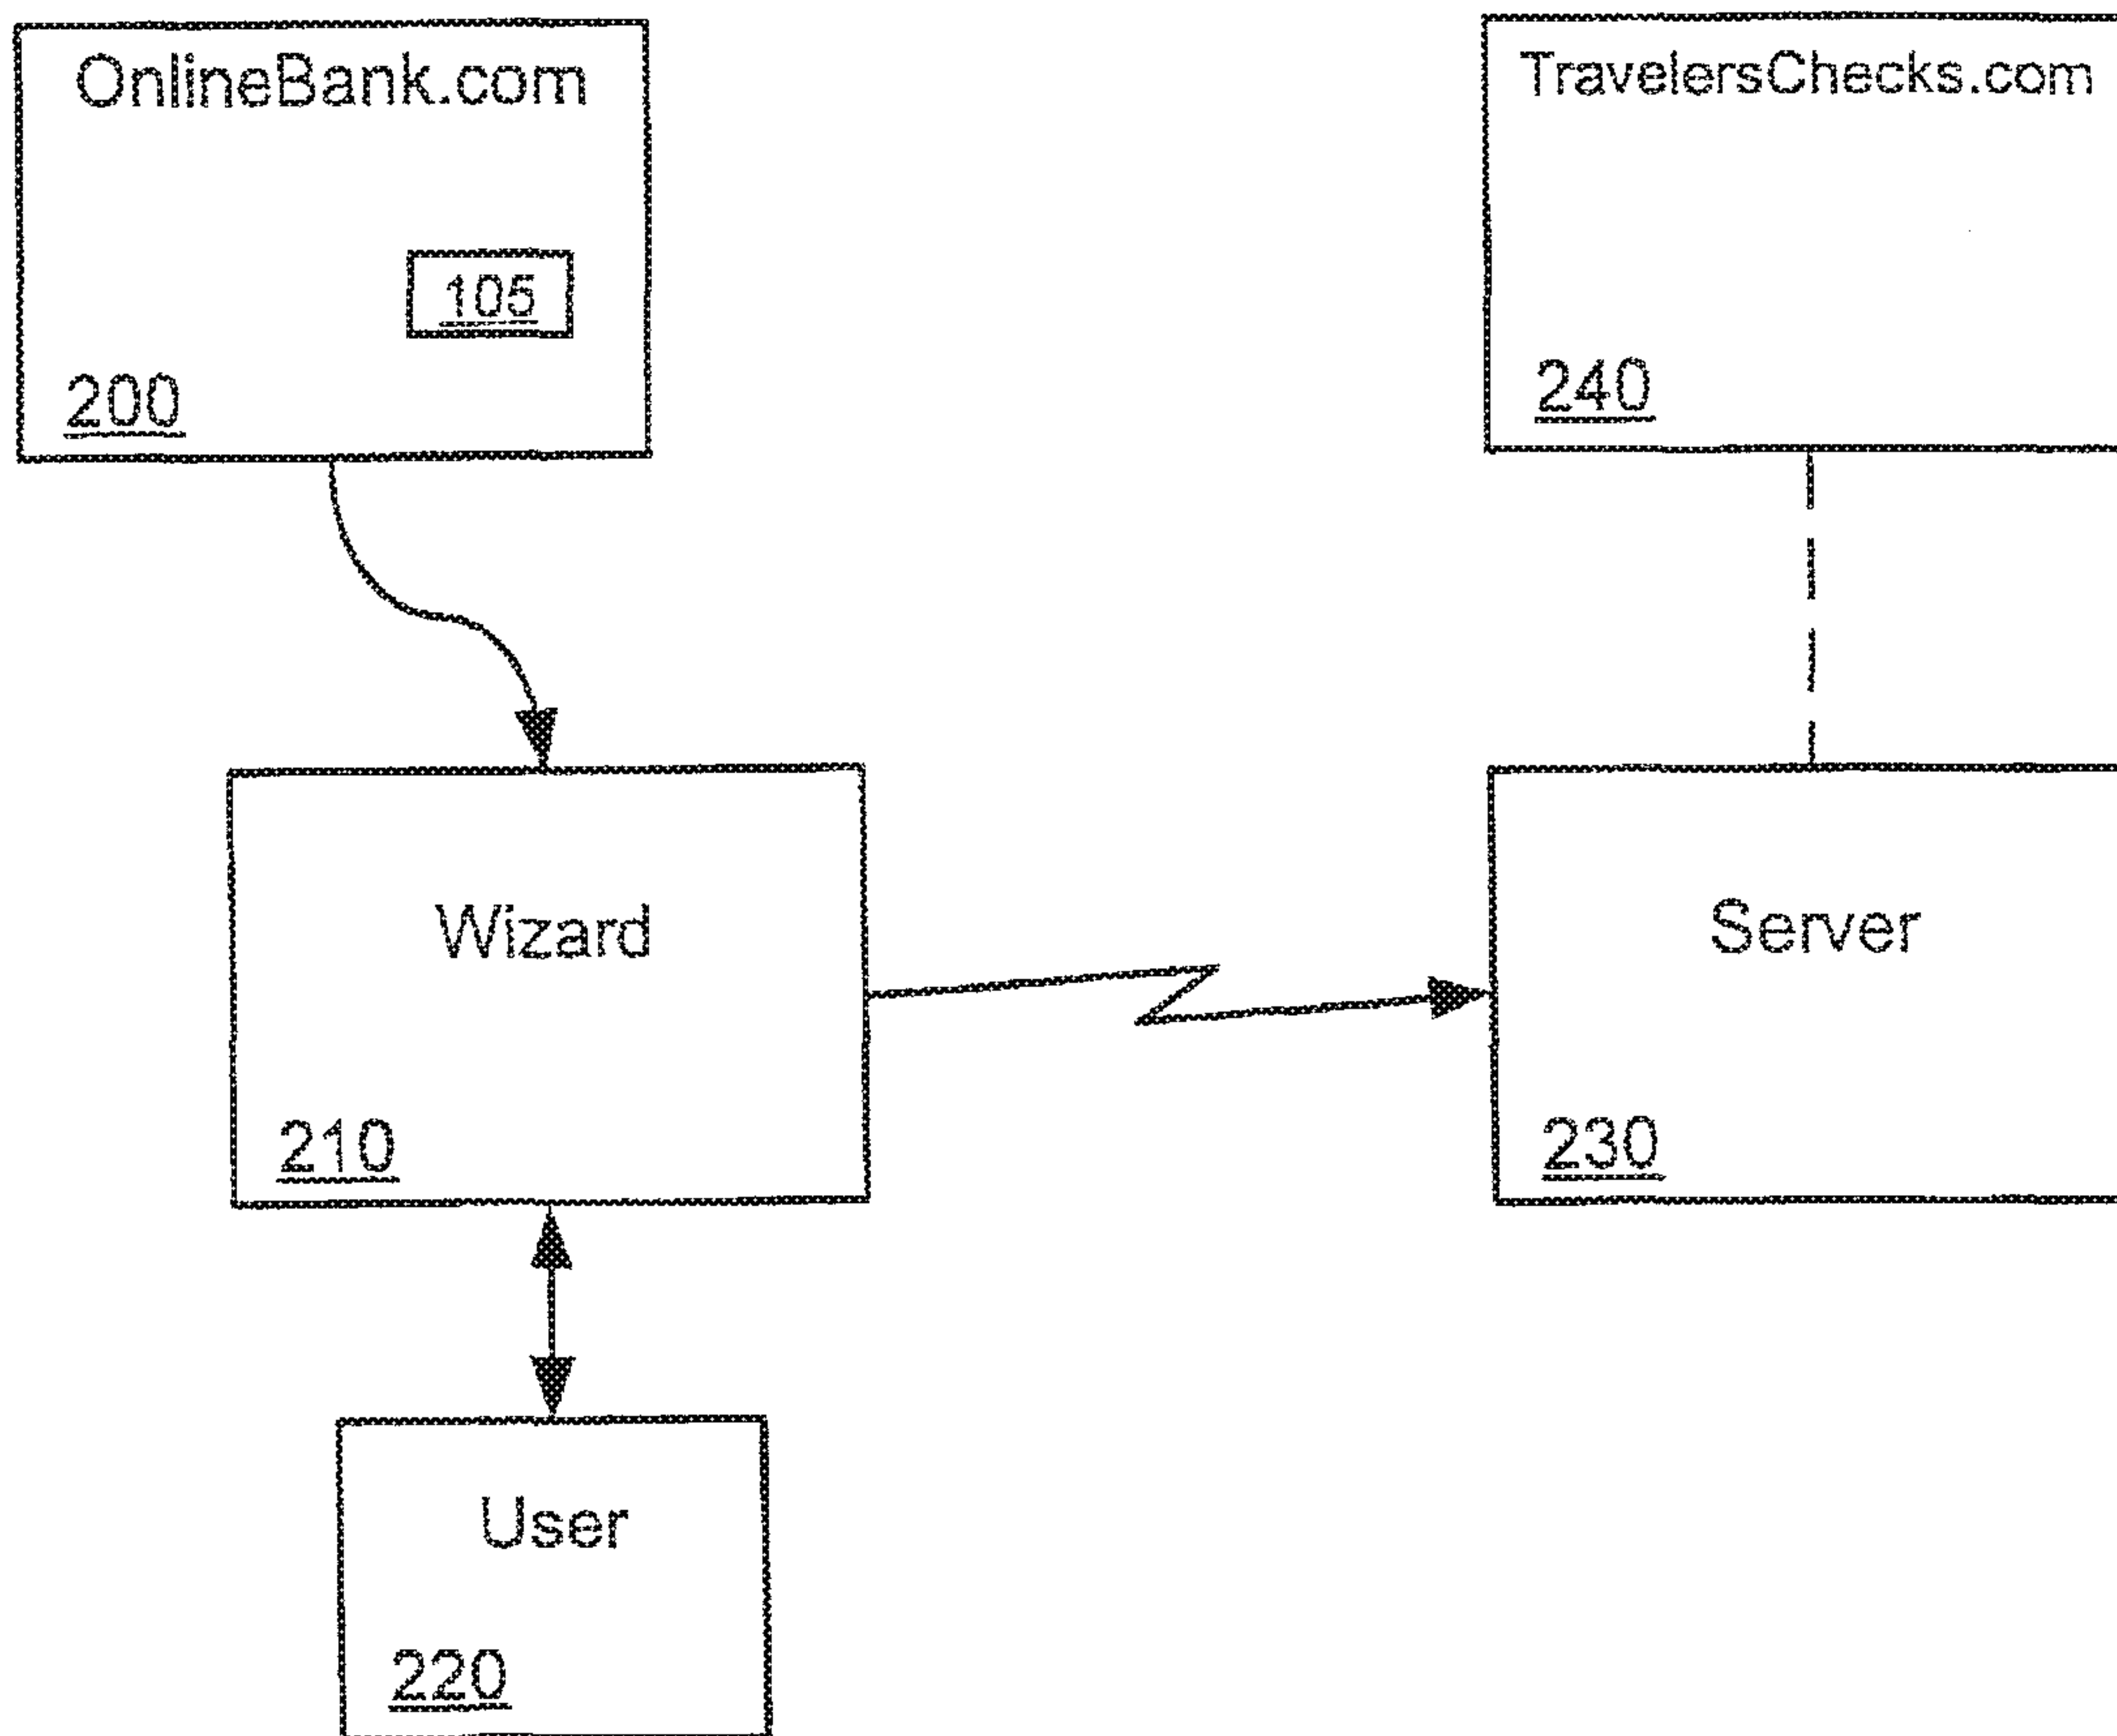 OnlineBank.com
105
200
TravelersChecks.com
240
Wizard
210
Server
230
User
220